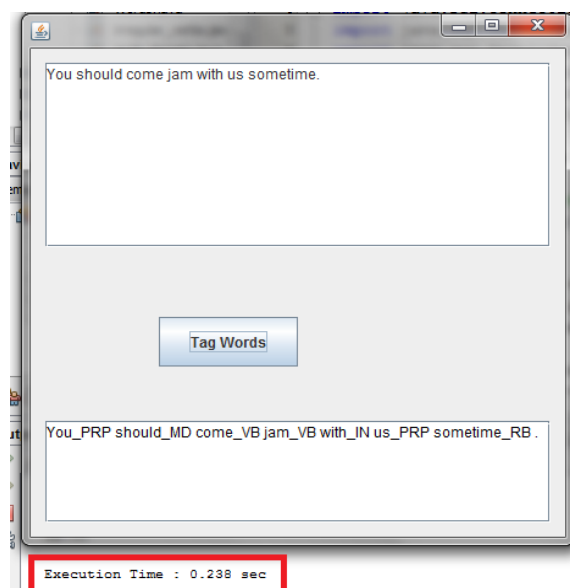 You should come jam with us sometime.
Tag Words
You_PRP should_MD come_VB jam_VB with_IN us_PRP sometime_RB .
Execution Time : 0.238 sec